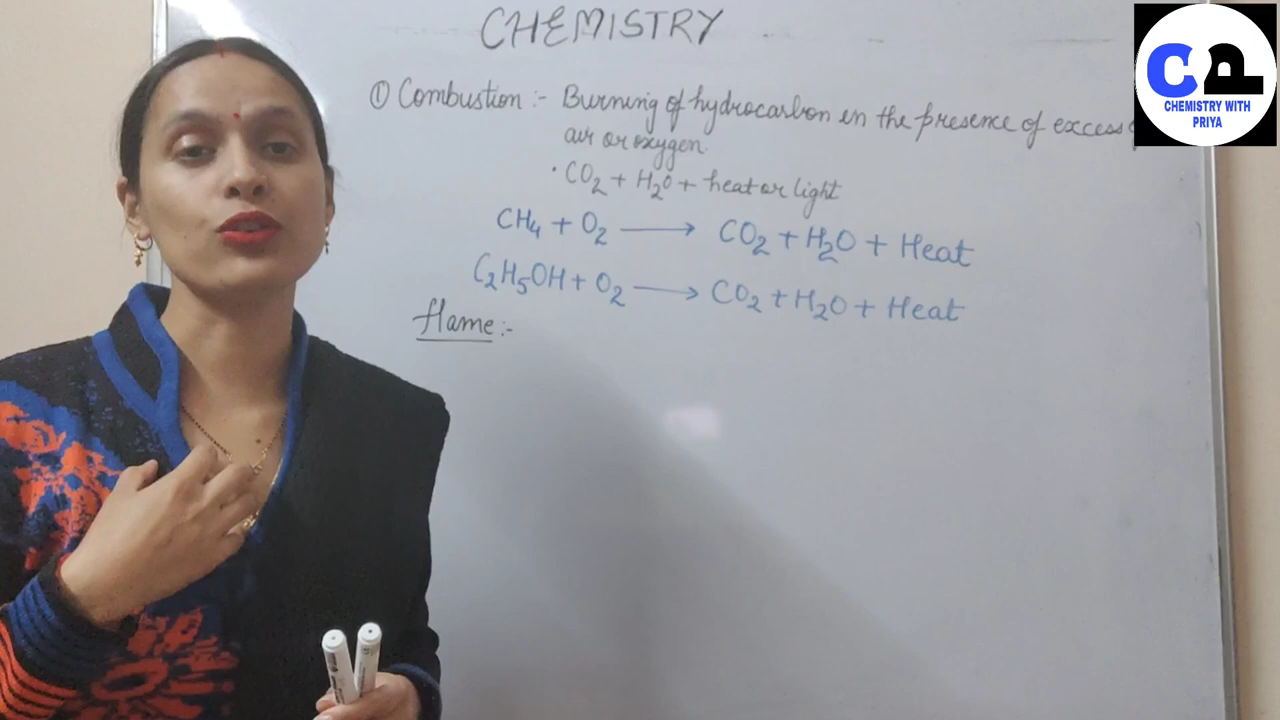 CHEMISTRY
① Combustion :- Burning of hydrocarbon in the presence of excess
air or oxygen.
· CO₂ + H₂O + heat or light
CH₄ + O₂ ⟶ CO₂ + H₂O + Heat
C₂H₅OH + O₂ ⟶ CO₂ + H₂O + Heat
flame :-
CP
CHEMISTRY WITH
PRIYA